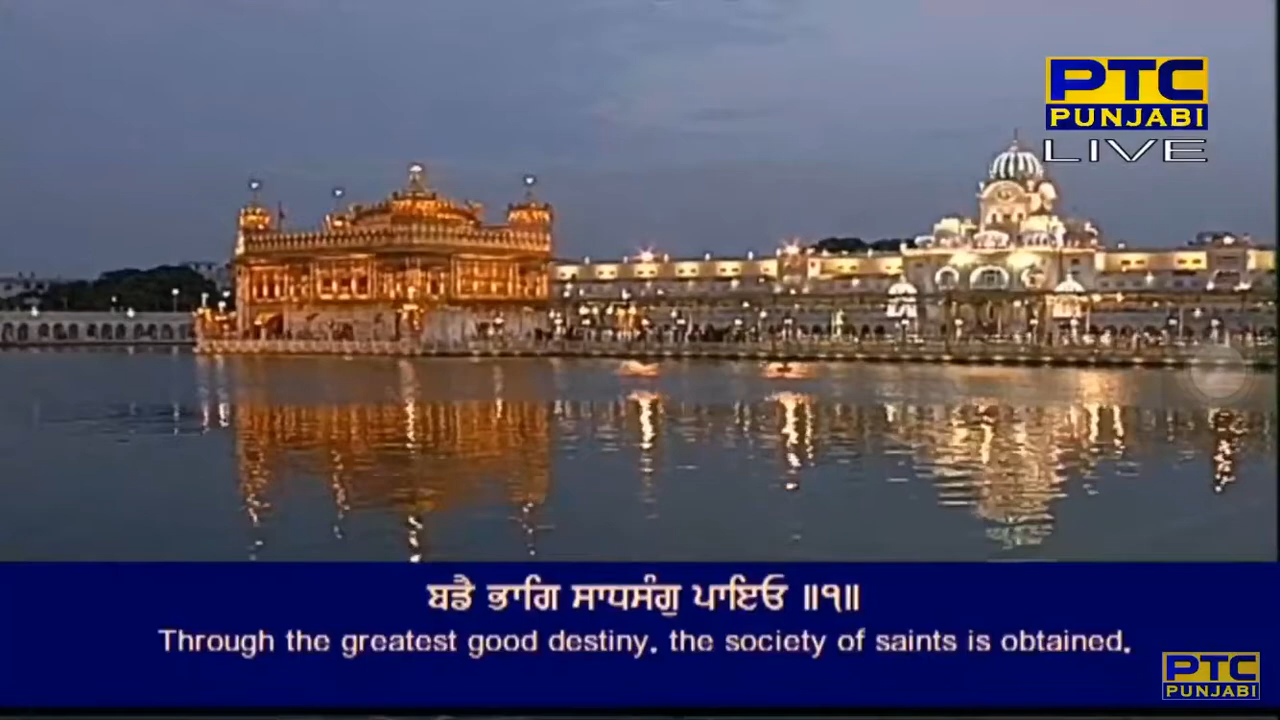 PTC
PUNJABI
LIVE
ਬਡੈ ਭਾਗਿ ਸਾਧਸੰਗੁ ਪਾਇਓ ॥੧॥
Through the greatest good destiny, the society of saints is obtained.
PTC
PUNJABI